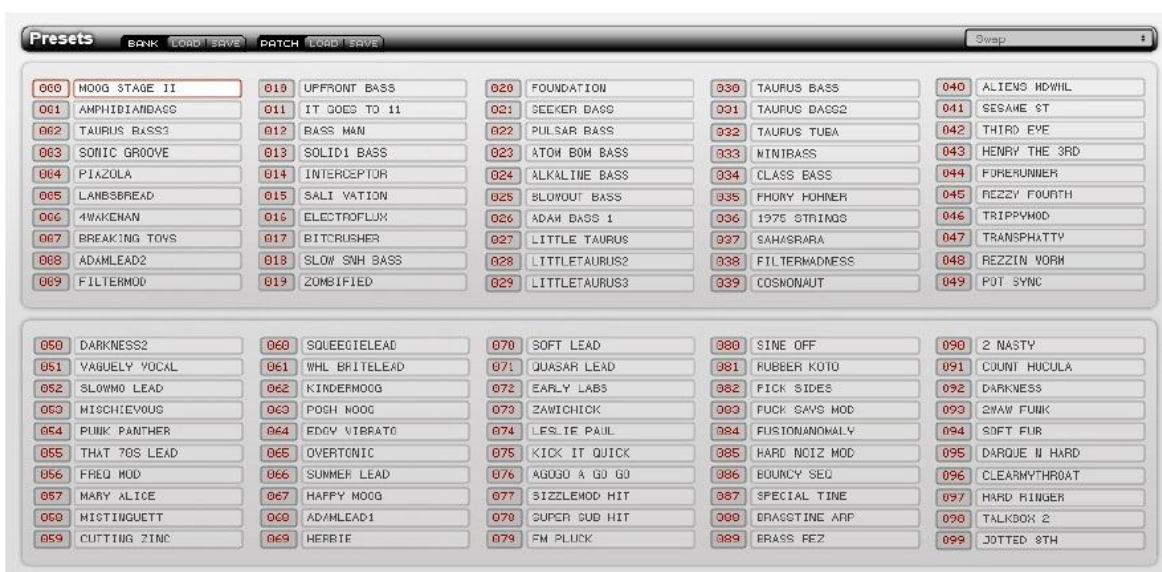 Presets BANK LOAD SAVE PATCH LOAD SAVE Swap
000 MOOG STAGE II
001 AMPHIBIANBASS
002 TAURUS BASS3
003 SONIC GROOVE
004 PIAZOLA
005 LAMBSBREAD
006 4WAKEMAN
007 BREAKING TOYS
008 ADAMLEAD2
009 FILTERMOD
010 UPFRONT BASS
011 IT GOES TO 11
012 BASS MAN
013 SOLID1 BASS
014 INTERCEPTOR
015 SALI VATION
016 ELECTROFLUX
017 BITCRUSHER
018 SLOW SNH BASS
019 ZOMBIFIED
020 FOUNDATION
021 SEEKER BASS
022 PULSAR BASS
023 ATOM BOM BASS
024 ALKALINE BASS
025 BLOWOUT BASS
026 ADAM BASS 1
027 LITTLE TAURUS
028 LITTLETAURUS2
029 LITTLETAURUS3
030 TAURUS BASS
031 TAURUS BASS2
032 TAURUS TUBA
033 MINIBASS
034 CLASS BASS
035 PHONY HOHNER
036 1975 STRINGS
037 SAHASRARA
038 FILTERMADNESS
039 COSMONAUT
040 ALIENS MDWHL
041 SESAME ST
042 THIRD EYE
043 HENRY THE 3RD
044 FORERUNNER
045 REZZY FOURTH
046 TRIPPYMOD
047 TRANSPHATTY
048 REZZIN WORM
049 POT SYNC
050 DARKNESS2
051 VAGUELY VOCAL
052 SLOWMO LEAD
053 MISCHIEVOUS
054 PUNK PANTHER
055 THAT 70S LEAD
056 FREQ MOD
057 MARY ALICE
058 MISTINGUETT
059 CUTTING ZINC
060 SQUEEGIELEAD
061 WHL BRITELEAD
062 KINDERMOOG
063 POSH MOOG
064 EDGY VIBRATO
065 OVERTONIC
066 SUMMER LEAD
067 HAPPY MOOG
068 ADAMLEAD1
069 HERBIE
070 SOFT LEAD
071 QUASAR LEAD
072 EARLY LABS
073 ZAWICHICK
074 LESLIE PAUL
075 KICK IT QUICK
076 AGOGO A GO GO
077 SIZZLEMOD HIT
078 SUPER SUB HIT
079 FM PLUCK
080 SINE OFF
081 RUBBER KOTO
082 PICK SIDES
083 PUCK SAYS MOD
084 FUSIONANOMALY
085 HARD NOIZ MOD
086 BOUNCY SEQ
087 SPECIAL TINE
088 BRASSTINE ARP
089 BRASS REZ
090 2 NASTY
091 COUNT MUCULA
092 DARKNESS
093 2WAW FUNK
094 SOFT FUR
095 DARQUE N HARD
096 CLEARMYTHROAT
097 HARD RINGER
098 TALKBOX 2
099 JOTTED 8TH